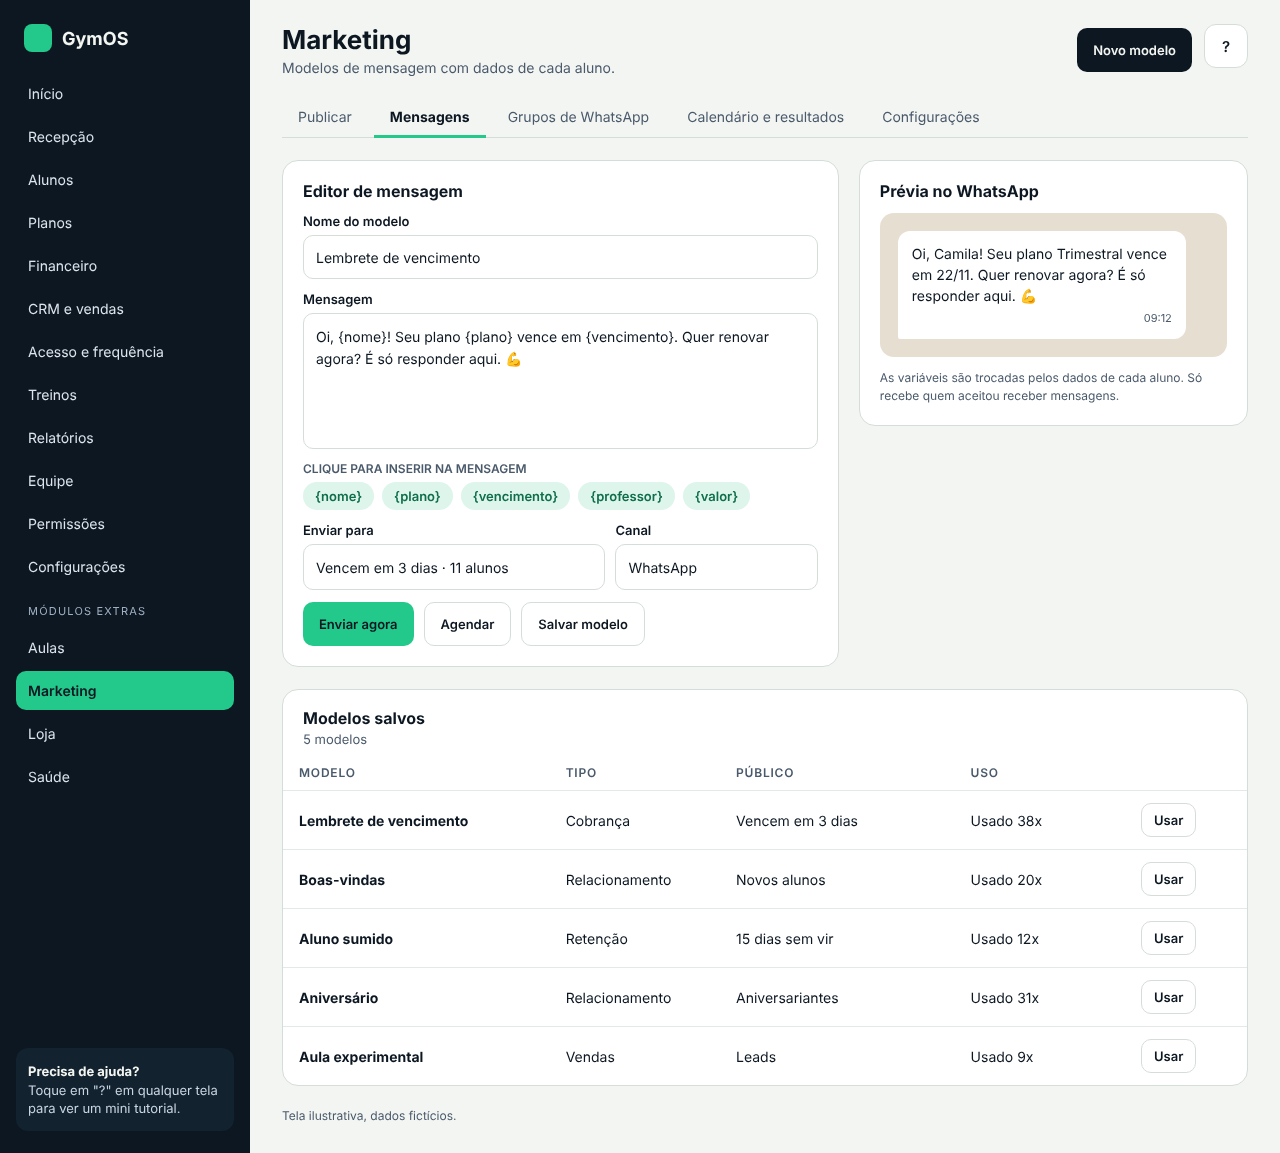 GymOS
Início
Recepção
Alunos
Planos
Financeiro
CRM e vendas
Acesso e frequência
Treinos
Relatórios
Equipe
Permissões
Configurações
MÓDULOS EXTRAS
Aulas
Marketing
Loja
Saúde
Precisa de ajuda?
Toque em "?" em qualquer tela
para ver um mini tutorial.
Marketing
Modelos de mensagem com dados de cada aluno.
Novo modelo
?
Publicar
Mensagens
Grupos de WhatsApp
Calendário e resultados
Configurações
Editor de mensagem
Nome do modelo
Lembrete de vencimento
Mensagem
Oi, {nome}! Seu plano {plano} vence em {vencimento}. Quer renovar
agora? É só responder aqui. 💪
CLIQUE PARA INSERIR NA MENSAGEM
{nome} {plano} {vencimento} {professor} {valor}
Enviar para
Canal
Vencem em 3 dias · 11 alunos
WhatsApp
Enviar agora
Agendar
Salvar modelo
Prévia no WhatsApp
Oi, Camila! Seu plano Trimestral vence
em 22/11. Quer renovar agora? É só
responder aqui. 💪
09:12
As variáveis são trocadas pelos dados de cada aluno. Só
recebe quem aceitou receber mensagens.
Modelos salvos
5 modelos
MODELO TIPO PÚBLICO USO
Lembrete de vencimento Cobrança Vencem em 3 dias Usado 38x Usar
Boas-vindas Relacionamento Novos alunos Usado 20x Usar
Aluno sumido Retenção 15 dias sem vir Usado 12x Usar
Aniversário Relacionamento Aniversariantes Usado 31x Usar
Aula experimental Vendas Leads Usado 9x Usar
Tela ilustrativa, dados fictícios.